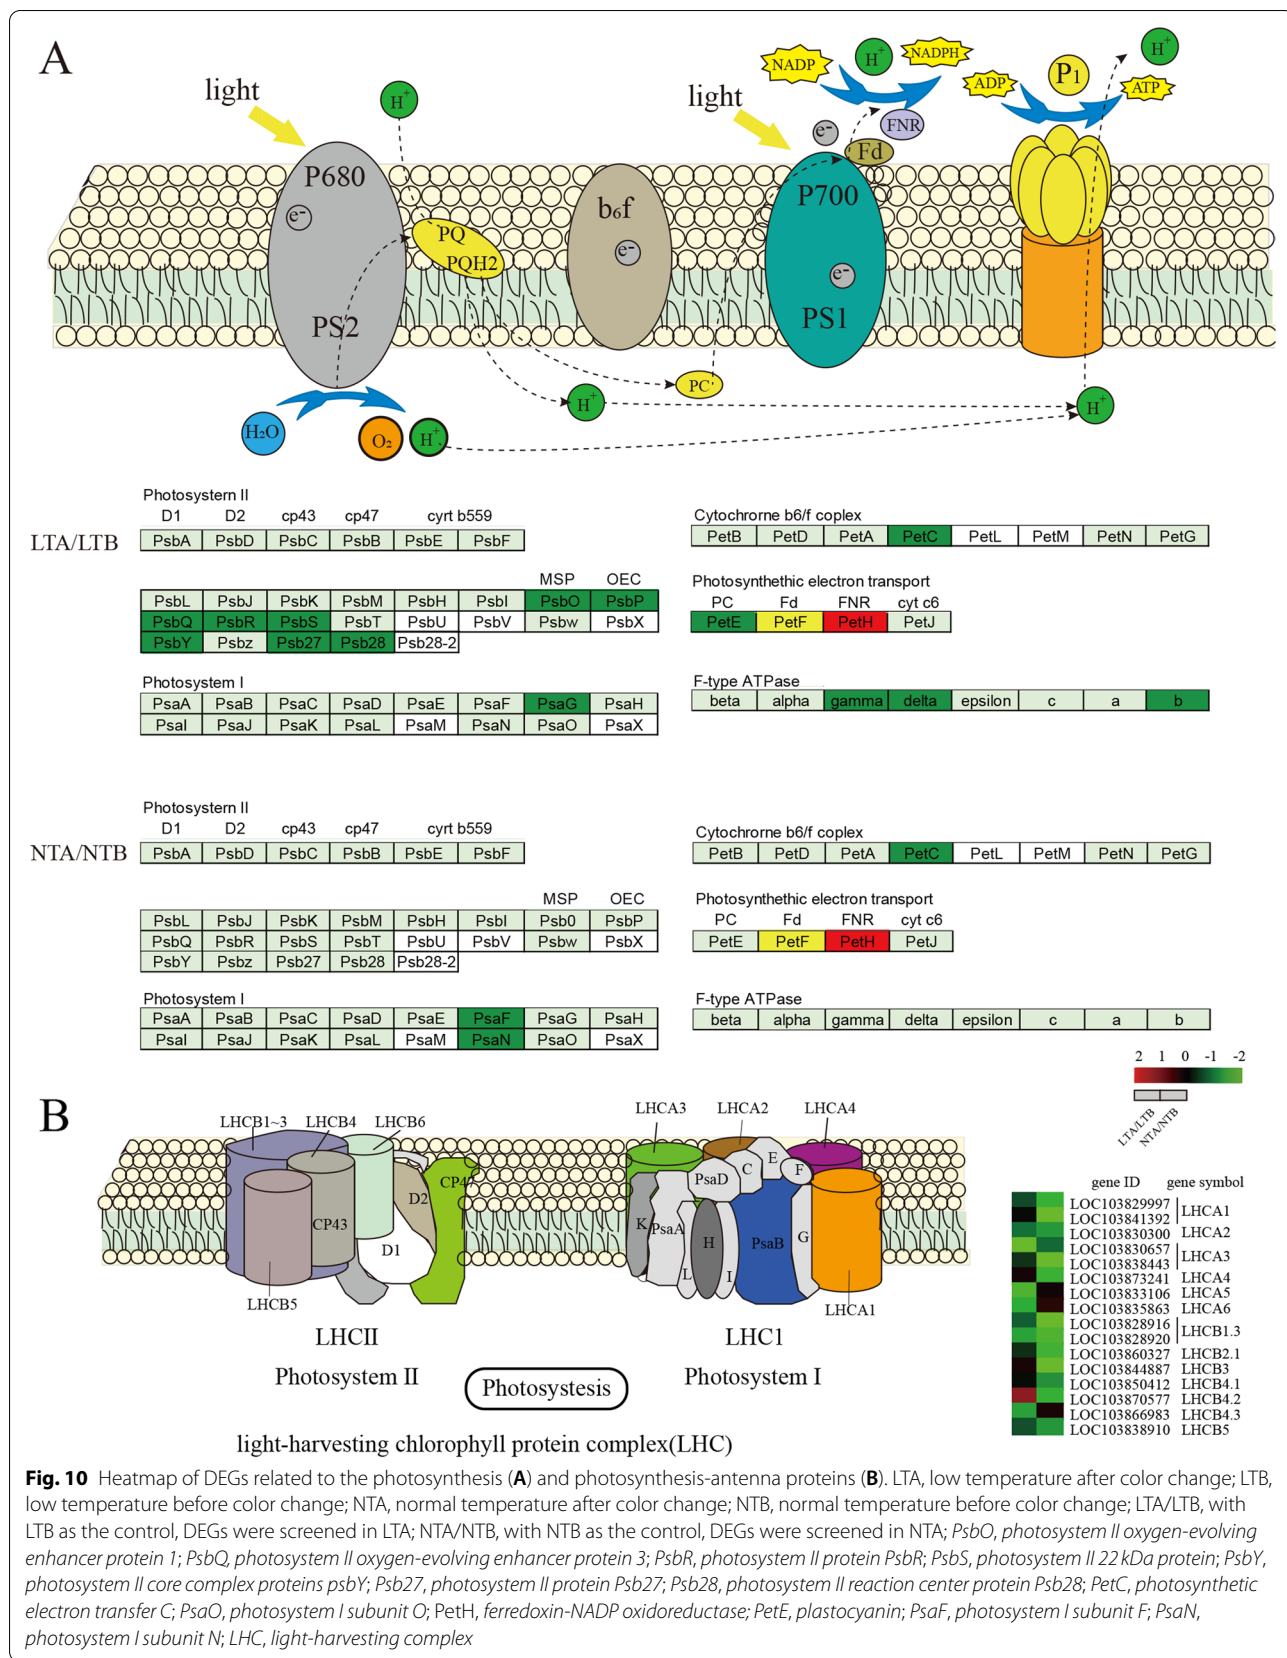 A
light
H+
P680
e-
PS2
PQ
PQH2
b6f
e-
light
NADP
H+
NADPH
FNR
e-
Fd
P700
e-
PS1
ADP
P1
ATP
H+
H2O
O2
H+
H+
PC
H+
LTA/LTB
Photosystern II
D1 D2 cp43 cp47 cyrt b559
PsbA PsbD PsbC PsbB PsbE PsbF
MSP OEC
PsbL PsbJ PsbK PsbM PsbH PsbI PsbO PsbP
PsbQ PsbR PsbS PsbT PsbU PsbV Psbw PsbX
PsbY Psbz Psb27 Psb28 Psb28-2
Photosystem I
PsaA PsaB PsaC PsaD PsaE PsaF PsaG PsaH
PsaI PsaJ PsaK PsaL PsaM PsaN PsaO PsaX
Cytochrorne b6/f coplex
PetB PetD PetA PetC PetL PetM PetN PetG
Photosynthethic electron transport
PC Fd FNR cyt c6
PetE PetF PetH PetJ
F-type ATPase
beta alpha gamma delta epsilon c a b
NTA/NTB
Photosystern II
D1 D2 cp43 cp47 cyrt b559
PsbA PsbD PsbC PsbB PsbE PsbF
MSP OEC
PsbL PsbJ PsbK PsbM PsbH PsbI Psb0 PsbP
PsbQ PsbR PsbS PsbT PsbU PsbV Psbw PsbX
PsbY Psbz Psb27 Psb28 Psb28-2
Photosystem I
PsaA PsaB PsaC PsaD PsaE PsaF PsaG PsaH
PsaI PsaJ PsaK PsaL PsaM PsaN PsaO PsaX
Cytochrorne b6/f coplex
PetB PetD PetA PetC PetL PetM PetN PetG
Photosynthethic electron transport
PC Fd FNR cyt c6
PetE PetF PetH PetJ
F-type ATPase
beta alpha gamma delta epsilon c a b
2 1 0 -1 -2
LTA/LTB
NTA/NTB
B
LHCB1~3 LHCB4 LHCB6
CP43
D2
CP47
D1
LHCB5
LHCII
Photosystem II
LHCA3 LHCA2 LHCA4
K
PsaA
PsaD
C
E
F
L
H
I
PsaB
G
LHCA1
LHC1
Photosystem I
Photosystesis
light-harvesting chlorophyll protein complex(LHC)
gene ID gene symbol
LOC103829997
LOC103841392 LHCA1
LOC103830300 LHCA2
LOC103830657
LOC103838443 LHCA3
LOC103873241 LHCA4
LOC103833106 LHCA5
LOC103835863 LHCA6
LOC103828916
LOC103828920 LHCB1.3
LOC103860327 LHCB2.1
LOC103844887 LHCB3
LOC103850412 LHCB4.1
LOC103870577 LHCB4.2
LOC103866983 LHCB4.3
LOC103838910 LHCB5
Fig. 10 Heatmap of DEGs related to the photosynthesis (A) and photosynthesis-antenna proteins (B). LTA, low temperature after color change; LTB,
low temperature before color change; NTA, normal temperature after color change; NTB, normal temperature before color change; LTA/LTB, with
LTB as the control, DEGs were screened in LTA; NTA/NTB, with NTB as the control, DEGs were screened in NTA; PsbO, photosystem II oxygen-evolving
enhancer protein 1; PsbQ, photosystem II oxygen-evolving enhancer protein 3; PsbR, photosystem II protein PsbR; PsbS, photosystem II 22 kDa protein; PsbY,
photosystem II core complex proteins psbY; Psb27, photosystem II protein Psb27; Psb28, photosystem II reaction center protein Psb28; PetC, photosynthetic
electron transfer C; PsaO, photosystem I subunit O; PetH, ferredoxin-NADP oxidoreductase; PetE, plastocyanin; PsaF, photosystem I subunit F; PsaN,
photosystem I subunit N; LHC, light-harvesting complex